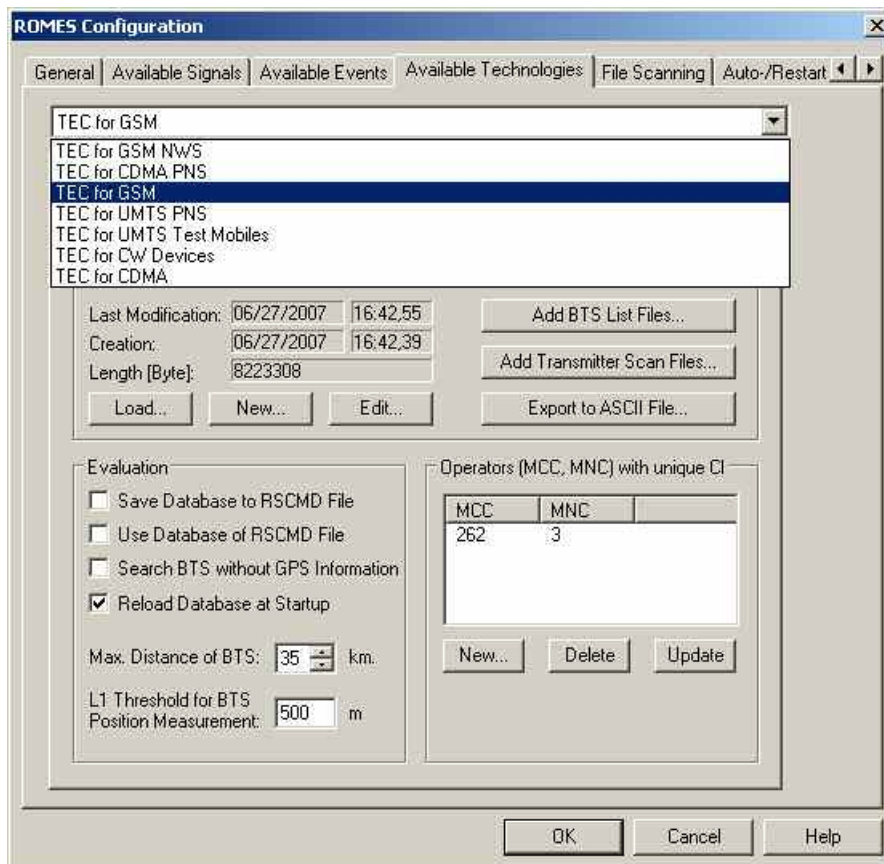 ROMES Configuration
General Available Signals Available Events Available Technologies File Scanning Auto-/Restart
TEC for GSM
TEC for GSM NWS
TEC for CDMA PNS
TEC for GSM
TEC for UMTS PNS
TEC for UMTS Test Mobiles
TEC for CW Devices
TEC for CDMA
Last Modification: 06/27/2007 16:42,55
Creation: 06/27/2007 16:42,39
Length [Byte]: 8223308
Load... New... Edit...
Add BTS List Files...
Add Transmitter Scan Files...
Export to ASCII File...
Evaluation
Save Database to RSCMD File
Use Database of RSCMD File
Search BTS without GPS Information
Reload Database at Startup
Max. Distance of BTS: 35 km.
L1 Threshold for BTS
Position Measurement: 500 m
Operators (MCC, MNC) with unique CI
MCC MNC
262 3
New... Delete Update
OK Cancel Help